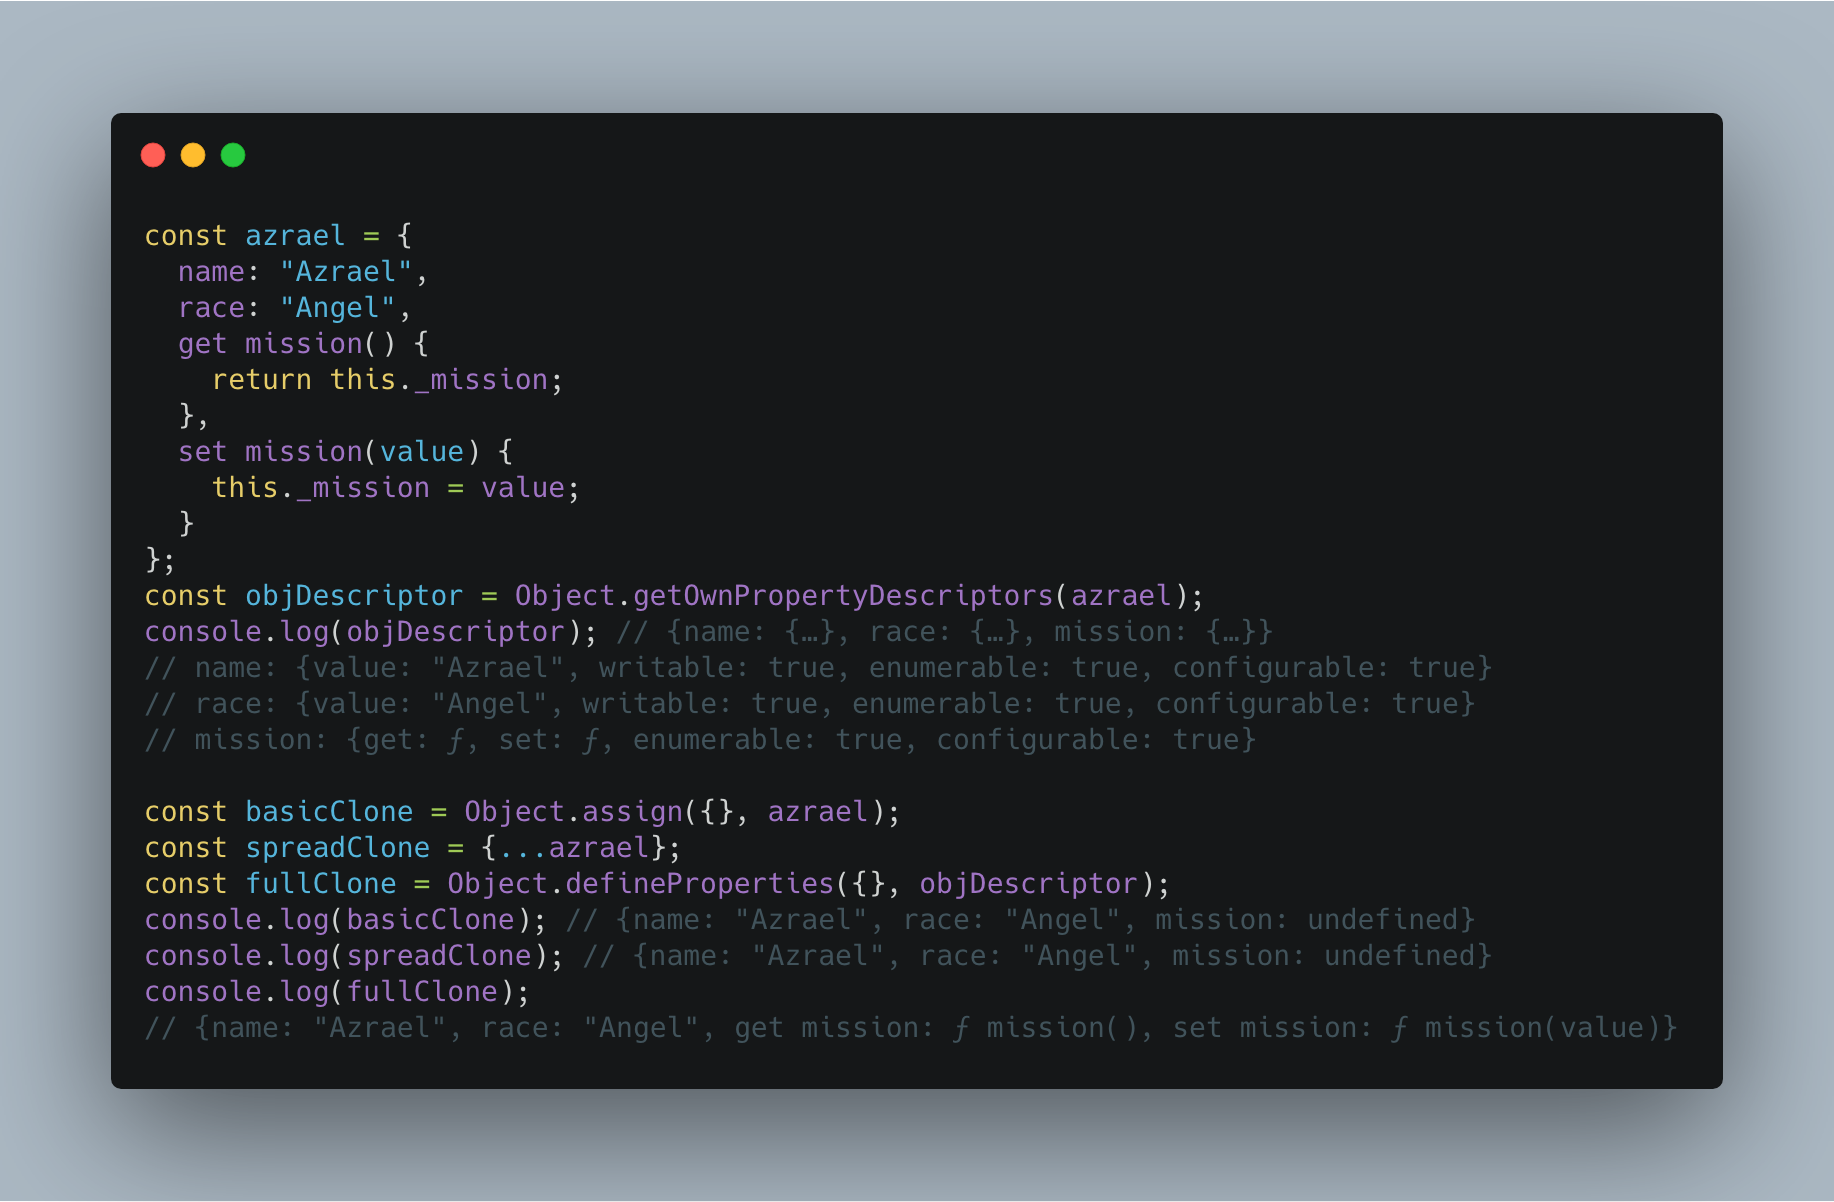 const azrael = {
  name: "Azrael",
  race: "Angel",
  get mission() {
    return this._mission;
  },
  set mission(value) {
    this._mission = value;
  }
};
const objDescriptor = Object.getOwnPropertyDescriptors(azrael);
console.log(objDescriptor); // {name: {…}, race: {…}, mission: {…}}
// name: {value: "Azrael", writable: true, enumerable: true, configurable: true}
// race: {value: "Angel", writable: true, enumerable: true, configurable: true}
// mission: {get: ƒ, set: ƒ, enumerable: true, configurable: true}

const basicClone = Object.assign({}, azrael);
const spreadClone = {...azrael};
const fullClone = Object.defineProperties({}, objDescriptor);
console.log(basicClone); // {name: "Azrael", race: "Angel", mission: undefined}
console.log(spreadClone); // {name: "Azrael", race: "Angel", mission: undefined}
console.log(fullClone);
// {name: "Azrael", race: "Angel", get mission: ƒ mission(), set mission: ƒ mission(value)}